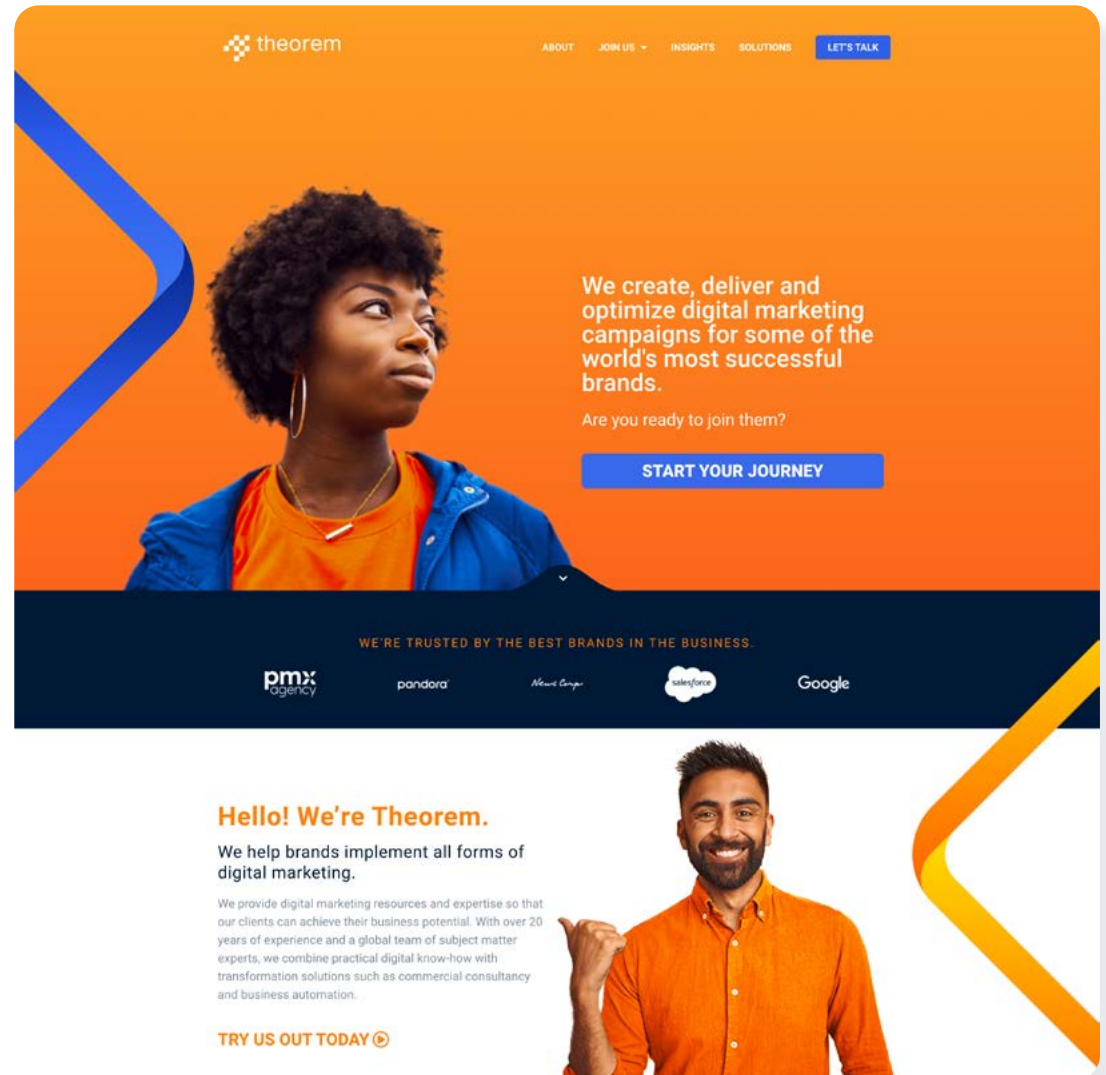 theorem
ABOUT JOIN US INSIGHTS SOLUTIONS LET'S TALK
We create, deliver and
optimize digital marketing
campaigns for some of the
world's most successful
brands.
Are you ready to join them?
START YOUR JOURNEY
WE'RE TRUSTED BY THE BEST BRANDS IN THE BUSINESS.
pmx
agency
pandora
News Corp
salesforce
Google
Hello! We're Theorem.
We help brands implement all forms of
digital marketing.
We provide digital marketing resources and expertise so that
our clients can achieve their business potential. With over 20
years of experience and a global team of subject matter
experts, we combine practical digital know-how with
transformation solutions such as commercial consultancy
and business automation.
TRY US OUT TODAY